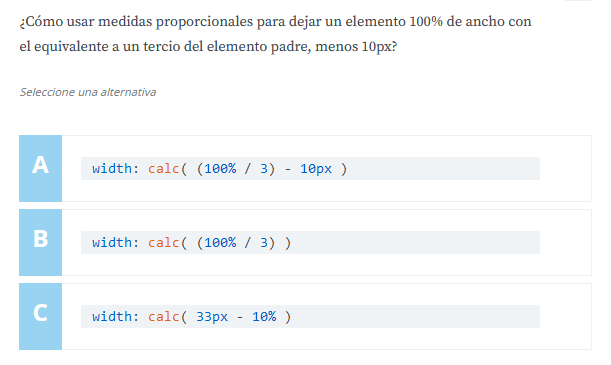 ¿Cómo usar medidas proporcionales para dejar un elemento 100% de ancho con
el equivalente a un tercio del elemento padre, menos 10px?
Seleccione una alternativa
A
width: calc( (100% / 3) - 10px )
B
width: calc( (100% / 3) )
C
width: calc( 33px - 10% )